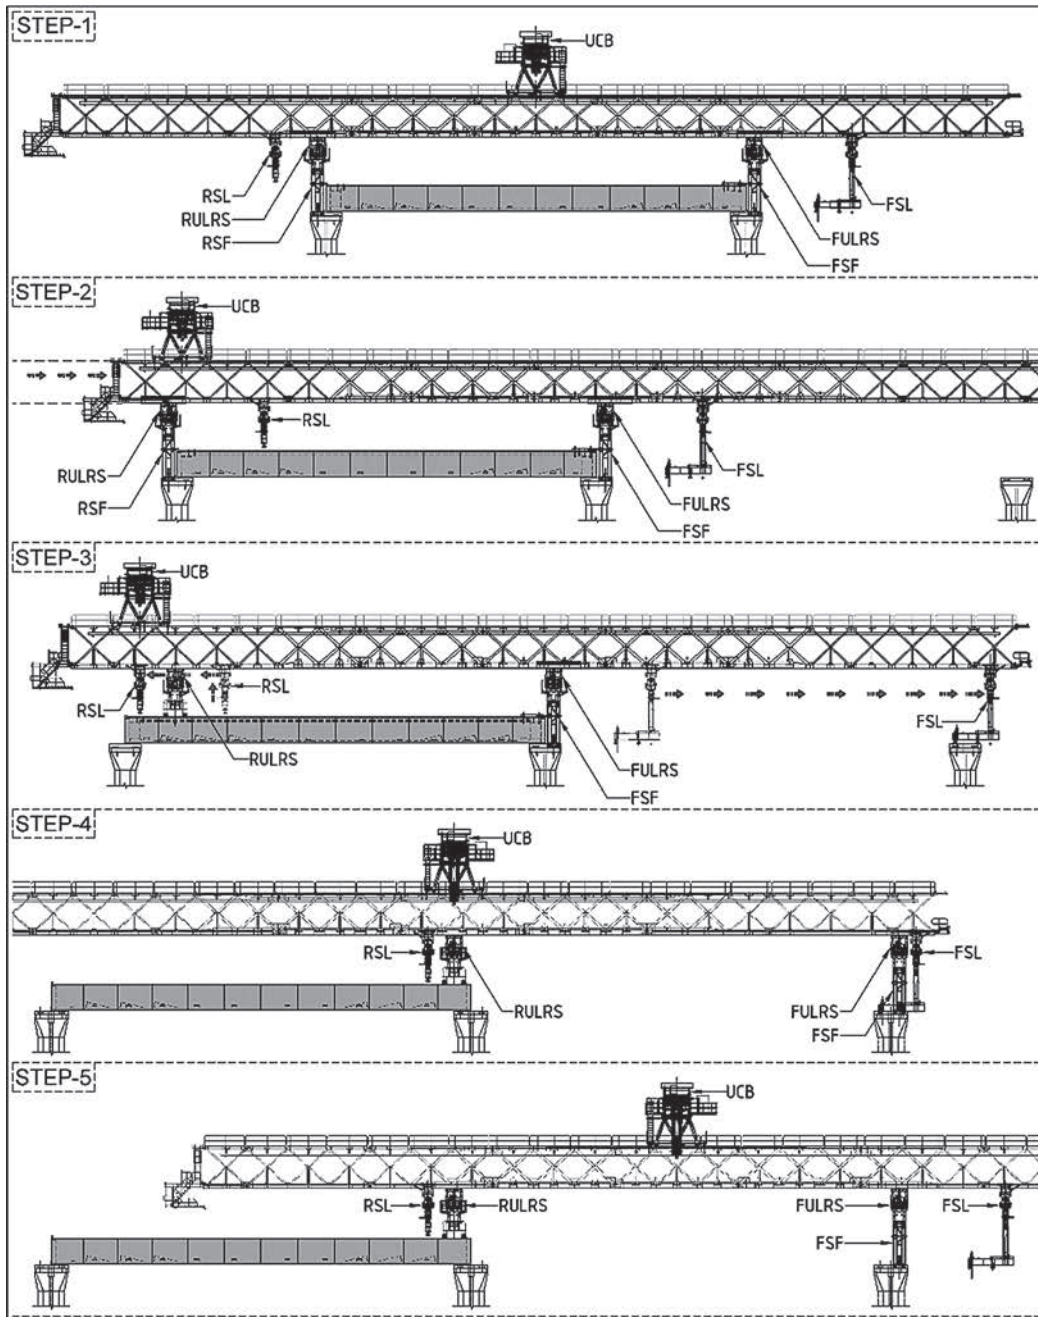 STEP-1
UCB
RSL
RULRS
RSF
FSL
FULRS
FSF
STEP-2
UCB
RSL
RULRS
RSF
FSL
FULRS
FSF
STEP-3
UCB
RSL
RSL
RULRS
FSL
FULRS
FSF
STEP-4
UCB
RSL
RULRS
FSL
FULRS
FSF
STEP-5
UCB
RSL
RULRS
FULRS
FSL
FSF